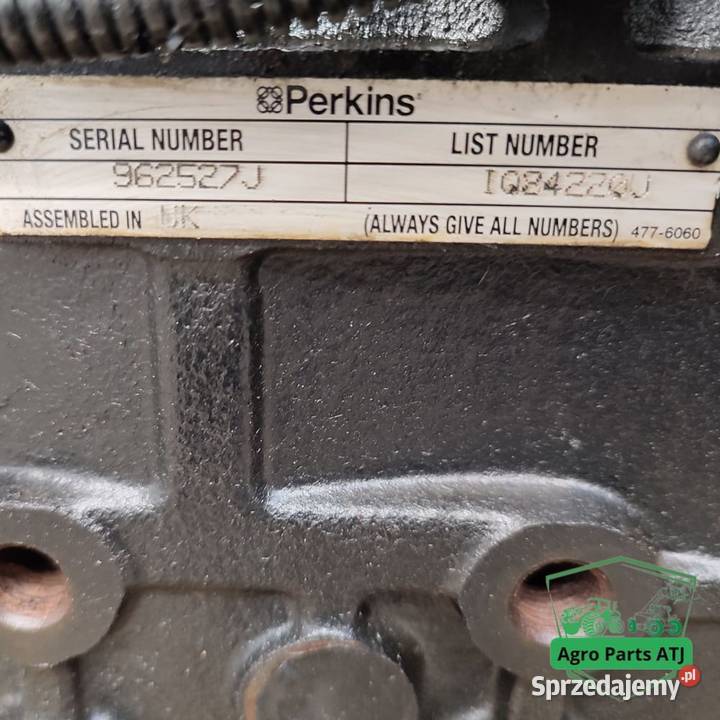 Perkins
SERIAL NUMBER LIST NUMBER
962527J IQ84220U
ASSEMBLED IN UK (ALWAYS GIVE ALL NUMBERS) 477-6060
Agro Parts ATJ
Sprzedajemy.pl